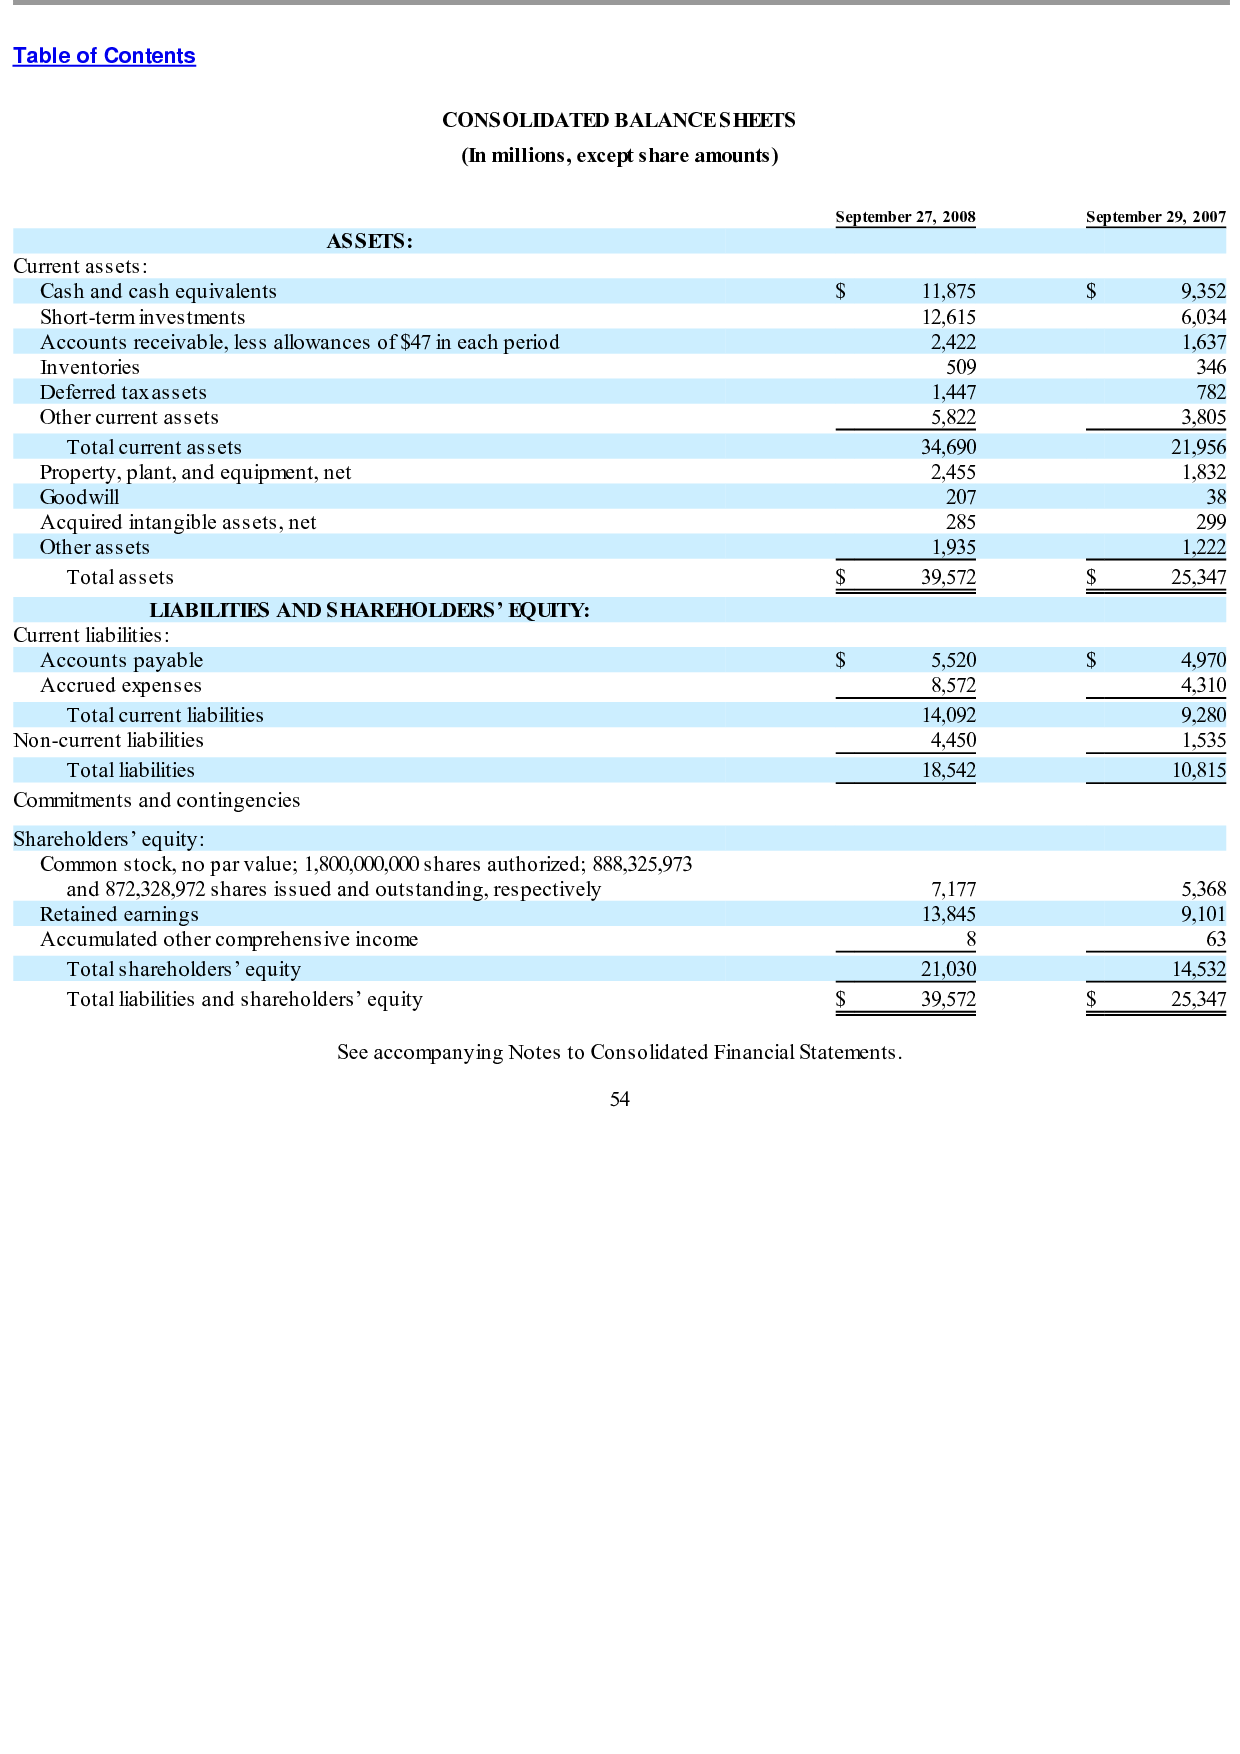 Table of Contents
CONSOLIDATED BALANCE SHEETS
(In millions, except share amounts)
September 27, 2008 September 29, 2007
ASSETS:
Current assets:
Cash and cash equivalents $ 11,875 $ 9,352
Short-term investments 12,615 6,034
Accounts receivable, less allowances of $47 in each period 2,422 1,637
Inventories 509 346
Deferred tax assets 1,447 782
Other current assets 5,822 3,805
Total current assets 34,690 21,956
Property, plant, and equipment, net 2,455 1,832
Goodwill 207 38
Acquired intangible assets, net 285 299
Other assets 1,935 1,222
Total assets $ 39,572 $ 25,347
LIABILITIES AND SHAREHOLDERS’ EQUITY:
Current liabilities:
Accounts payable $ 5,520 $ 4,970
Accrued expenses 8,572 4,310
Total current liabilities 14,092 9,280
Non-current liabilities 4,450 1,535
Total liabilities 18,542 10,815
Commitments and contingencies
Shareholders’ equity:
Common stock, no par value; 1,800,000,000 shares authorized; 888,325,973
and 872,328,972 shares issued and outstanding, respectively 7,177 5,368
Retained earnings 13,845 9,101
Accumulated other comprehensive income 8 63
Total shareholders’ equity 21,030 14,532
Total liabilities and shareholders’ equity $ 39,572 $ 25,347
See accompanying Notes to Consolidated Financial Statements.
54